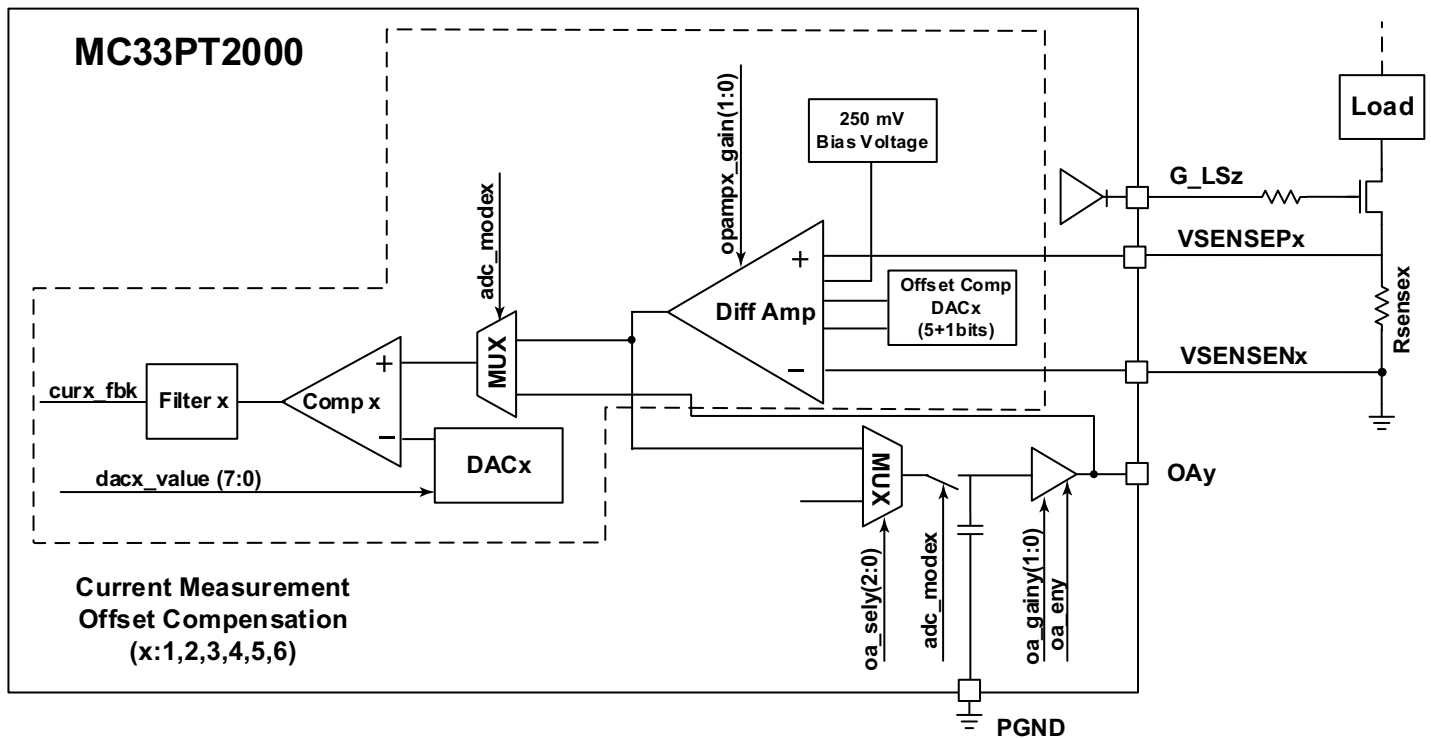 MC33PT2000
opampx_gain(1:0)
250 mV
Bias Voltage
Load
G_LSz
adc_modex
VSENSEPx
+
Diff Amp
Offset Comp
DACx
(5+1bits)
Rsensex
MUX
VSENSENx
−
+
curx_fbk
Filter x
Comp x
−
DACx
dacx_value (7:0)
MUX
OAy
oa_sely(2:0)
adc_modex
oa_gainy(1:0)
oa_eny
Current Measurement
Offset Compensation
(x:1,2,3,4,5,6)
PGND